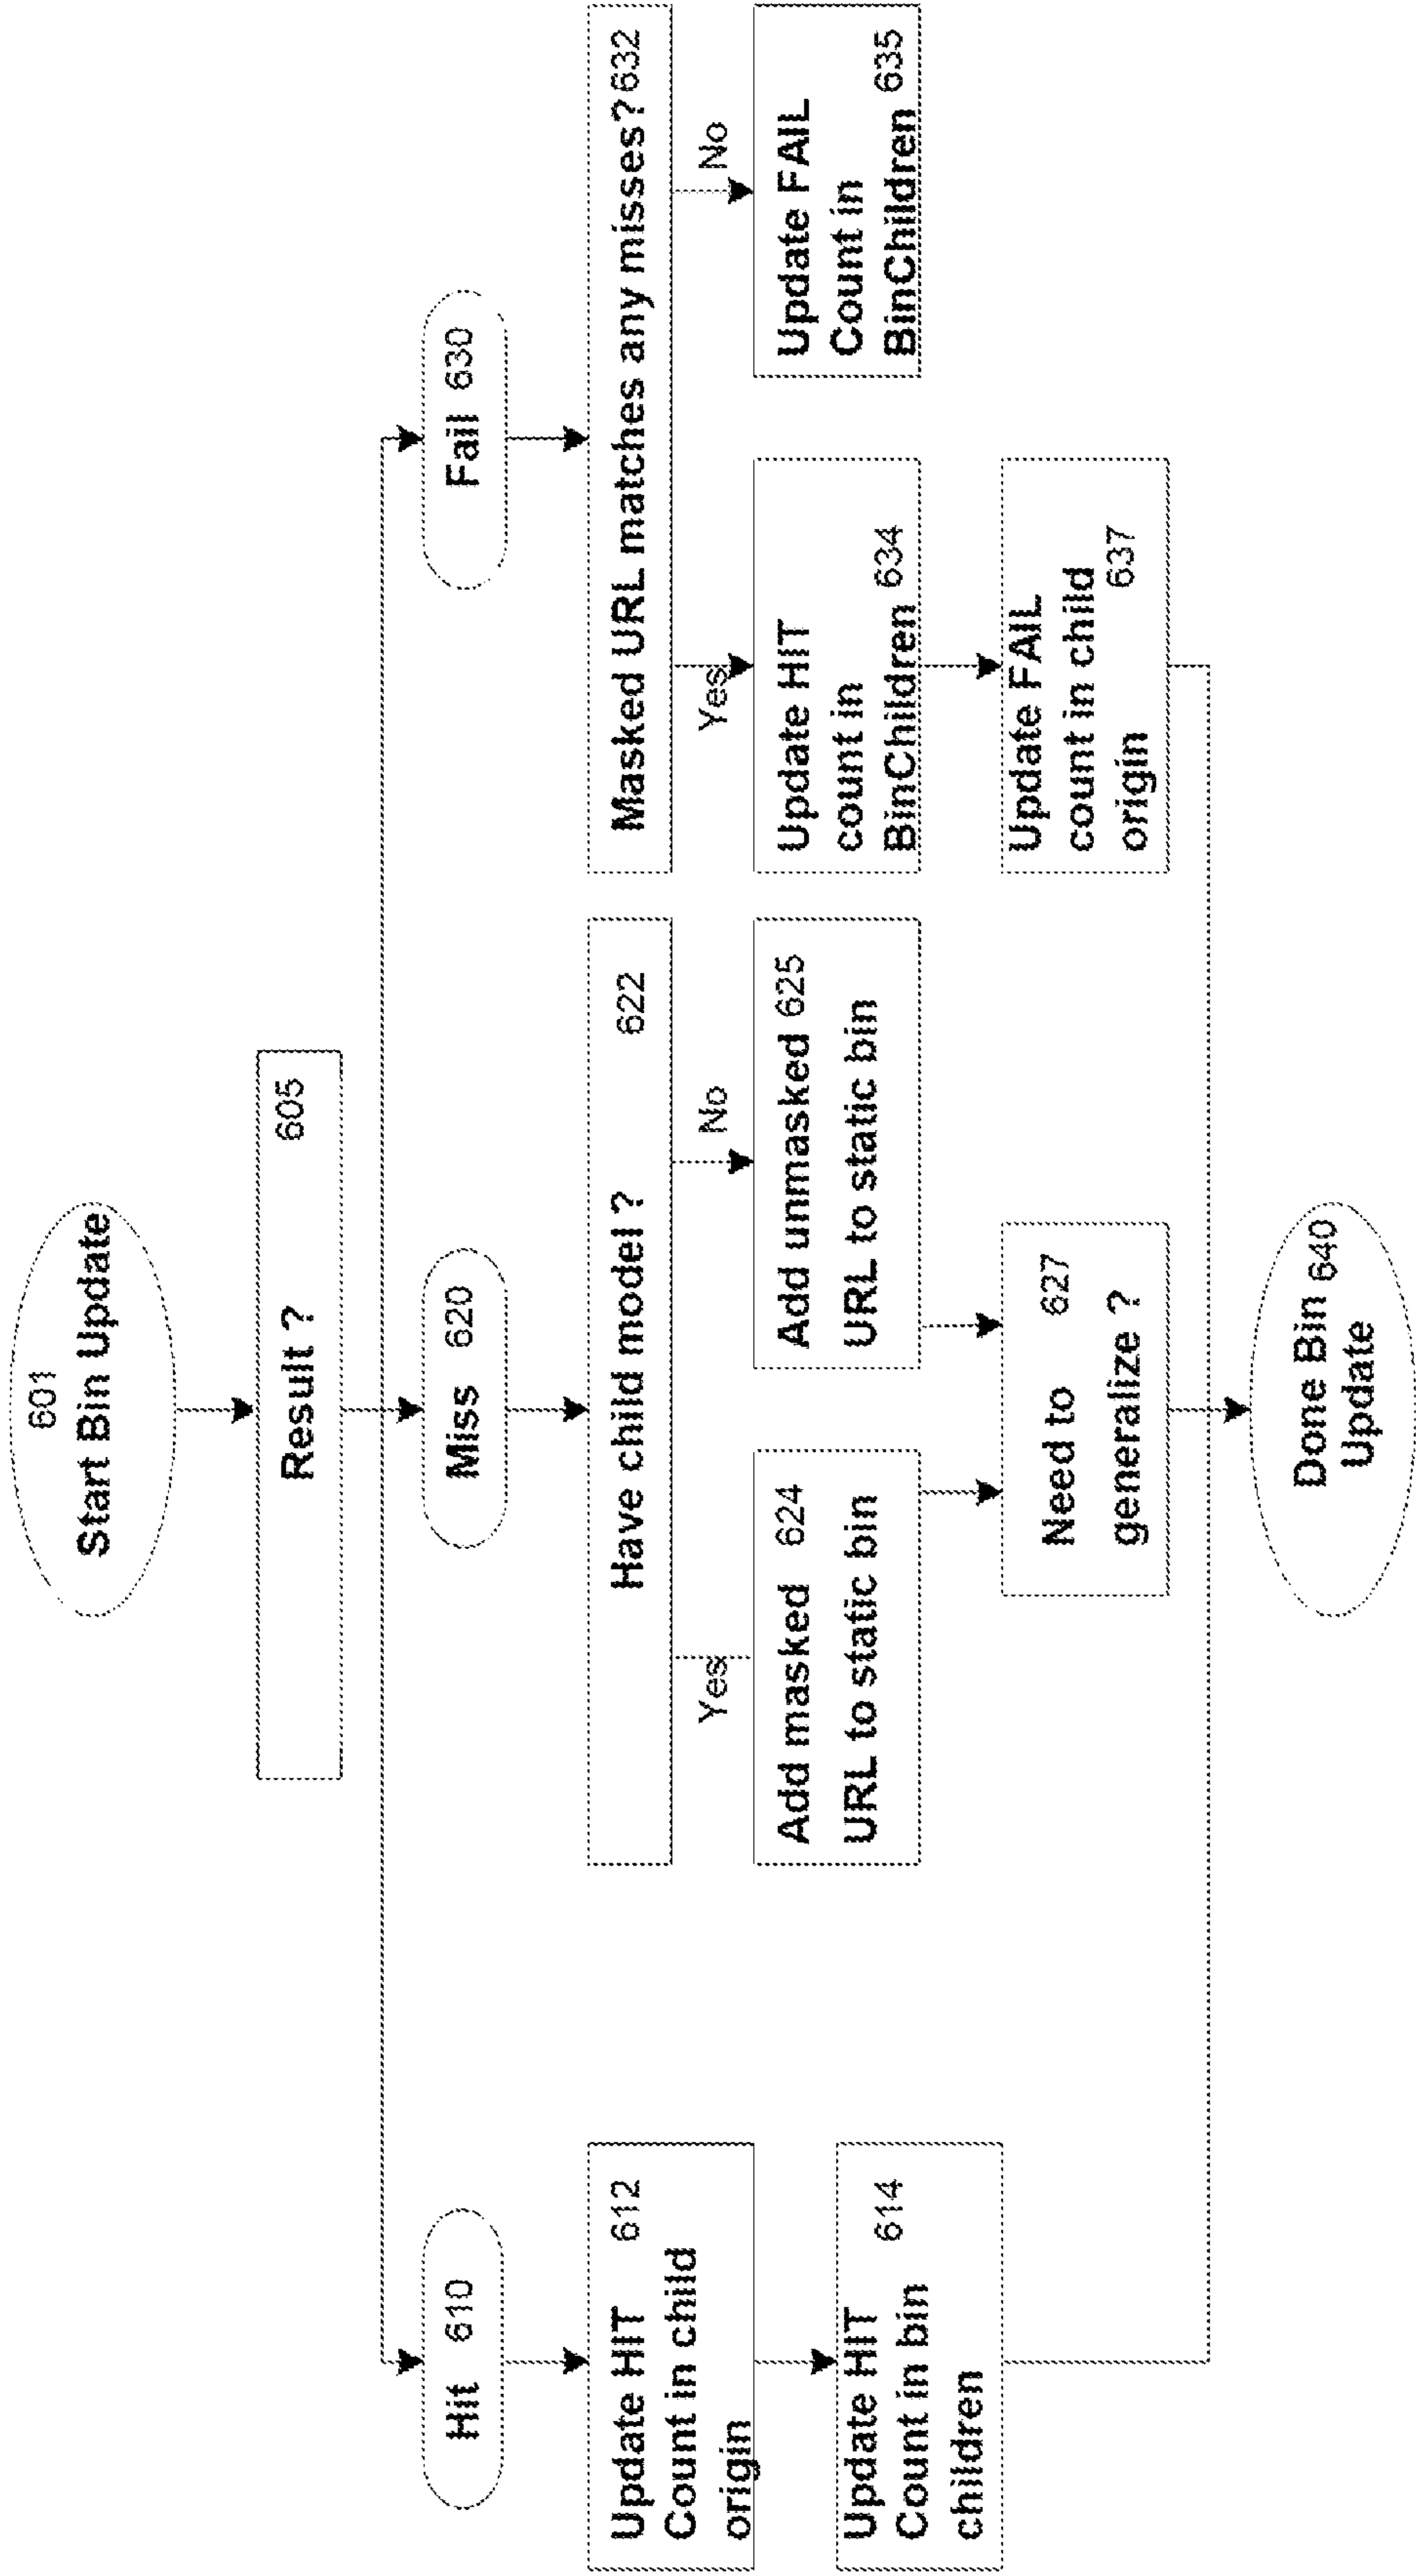 601
Start Bin Update
Result ? 605
Hit 610
Miss 620
Fail 630
Update HIT 612
Count in child
origin
Update HIT
Count in bin 614
children
Have child model ? 622
Yes
No
Add masked 624
URL to static bin
Add unmasked 625
URL to static bin
Need to 627
generalize ?
Masked URL matches any misses? 632
Yes
No
Update HIT
count in
BinChildren 634
Update FAIL
Count in
BinChildren 635
Update FAIL
count in child
origin 637
Done Bin 640
Update